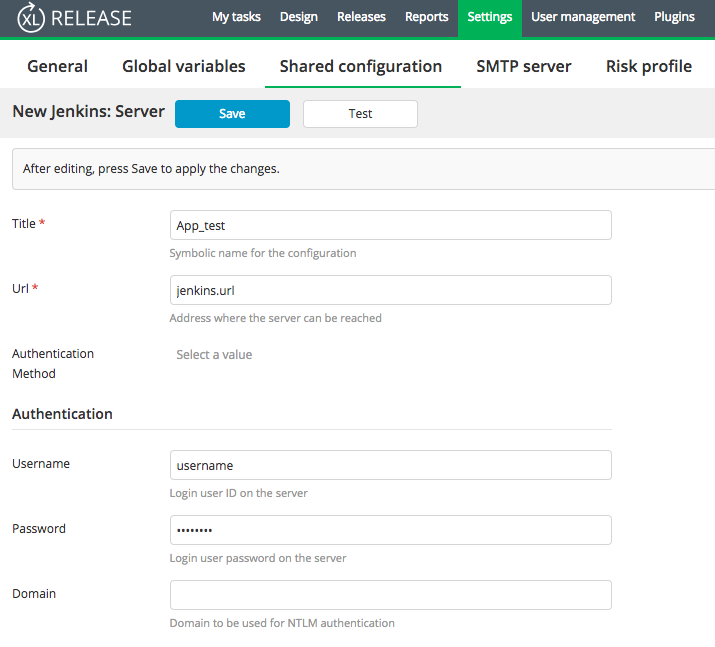 XL RELEASE My tasks Design Releases Reports Settings User management Plugins
General Global variables Shared configuration SMTP server Risk profile
New Jenkins: Server Save Test
After editing, press Save to apply the changes.
Title * App_test
Symbolic name for the configuration
Url * jenkins.url
Address where the server can be reached
Authentication Method Select a value
Authentication
Username username
Login user ID on the server
Password ••••••••
Login user password on the server
Domain
Domain to be used for NTLM authentication